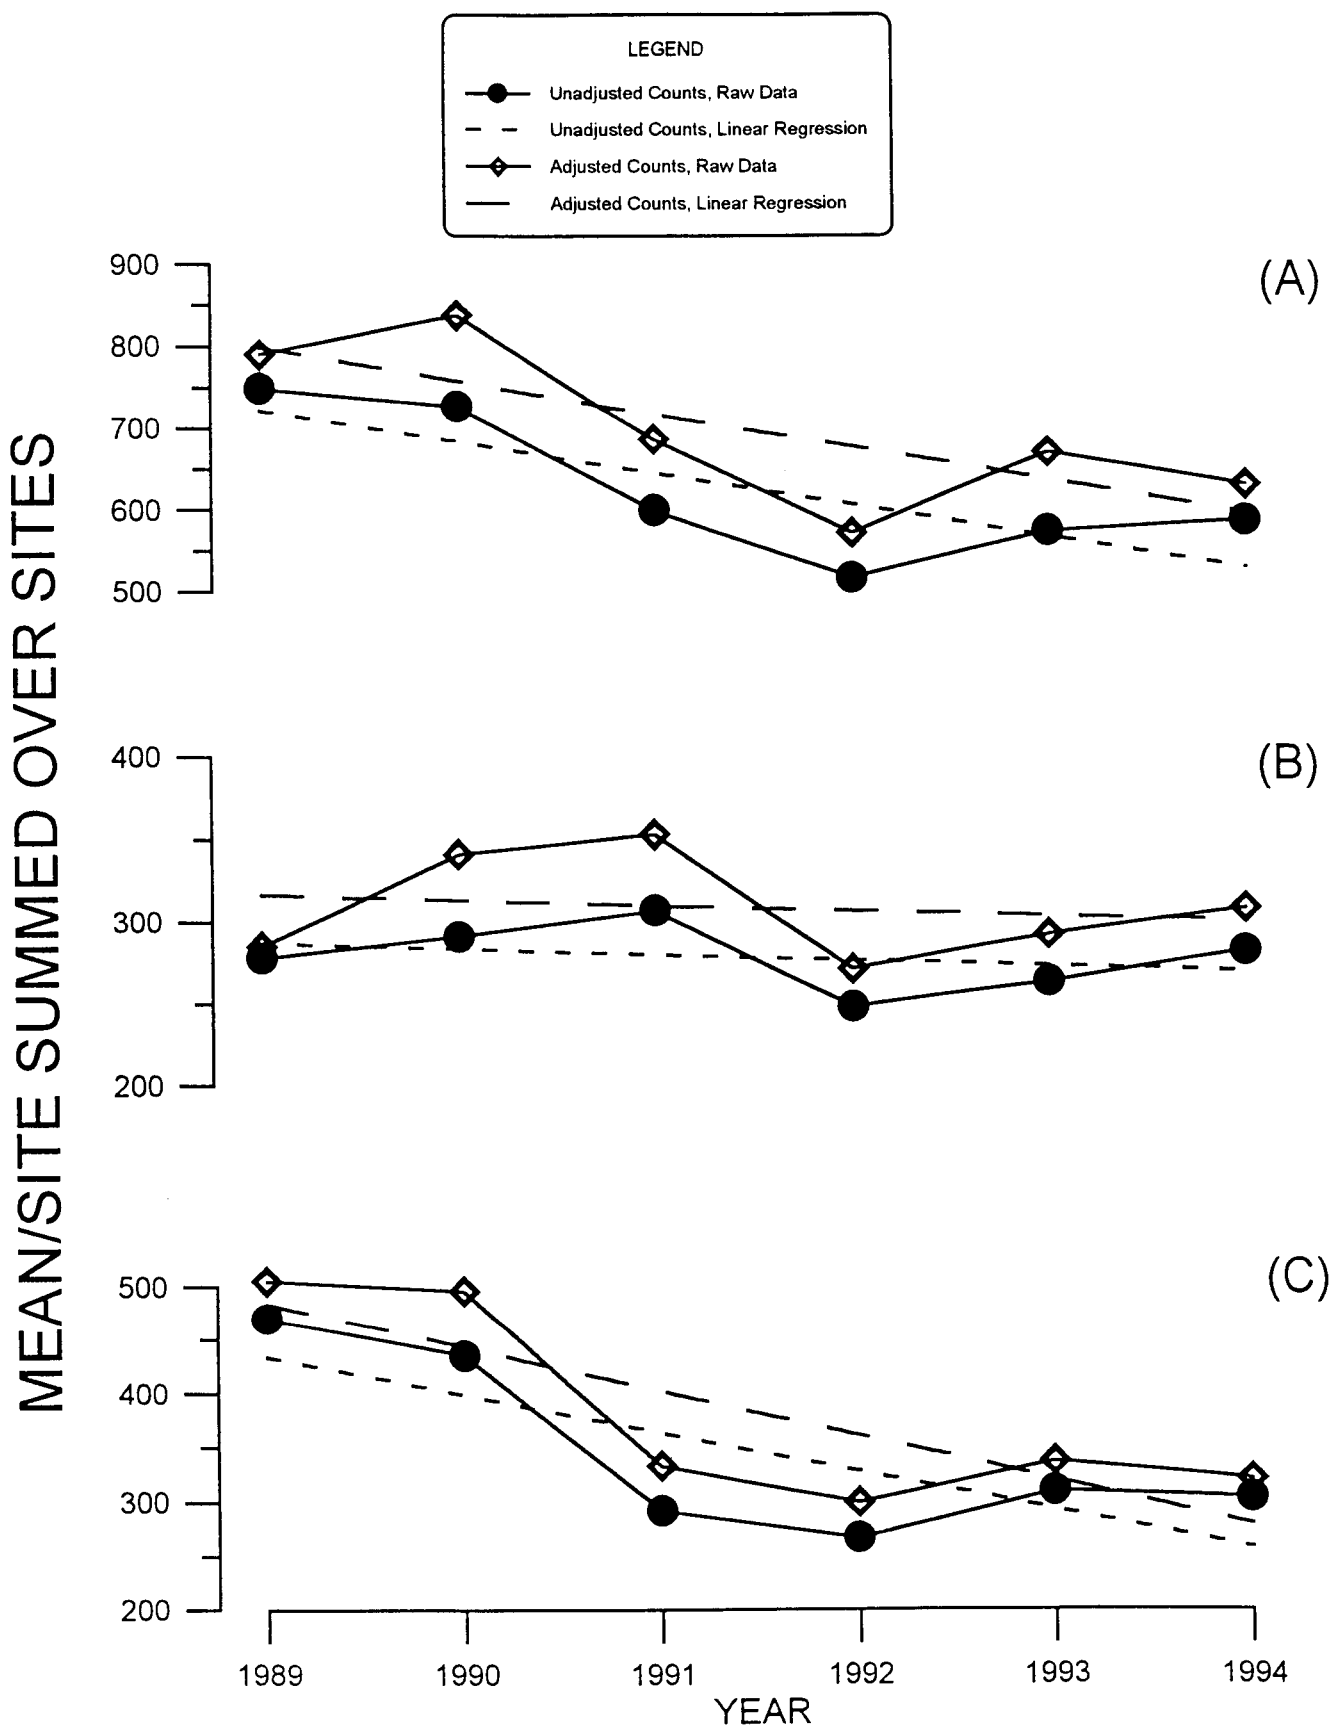 LEGEND
Unadjusted Counts, Raw Data
Unadjusted Counts, Linear Regression
Adjusted Counts, Raw Data
Adjusted Counts, Linear Regression
MEAN/SITE SUMMED OVER SITES
(A)
900
800
700
600
500
(B)
400
300
200
(C)
500
400
300
200
1989 1990 1991 1992 1993 1994
YEAR